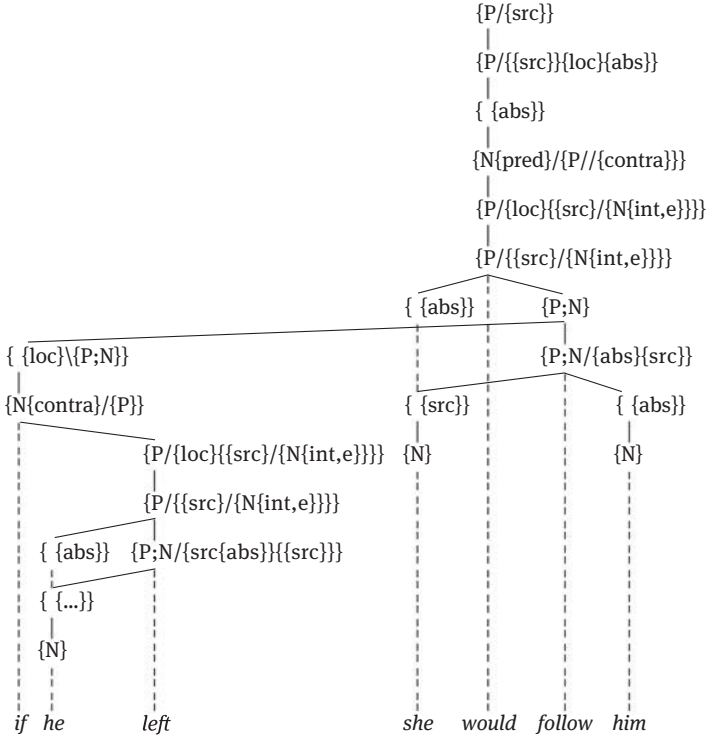 {P/{src}}
{P/{{src}}{loc}{abs}}
{ {abs}}
{N{pred}/{P//{contra}}}
{P/{loc}{{src}/{N{int,e}}}}
{P/{{src}/{N{int,e}}}}
{ {abs}} {P;N}
{ {loc}\{P;N}} {P;N/{abs}{src}}
{N{contra}/{P}} { {src}} { {abs}}
{P/{loc}{{src}/{N{int,e}}}} {N} {N}
{P/{{src}/{N{int,e}}}}
{ {abs}} {P;N/{src{abs}}{{src}}}
{ {...}}
{N}
if he left she would follow him